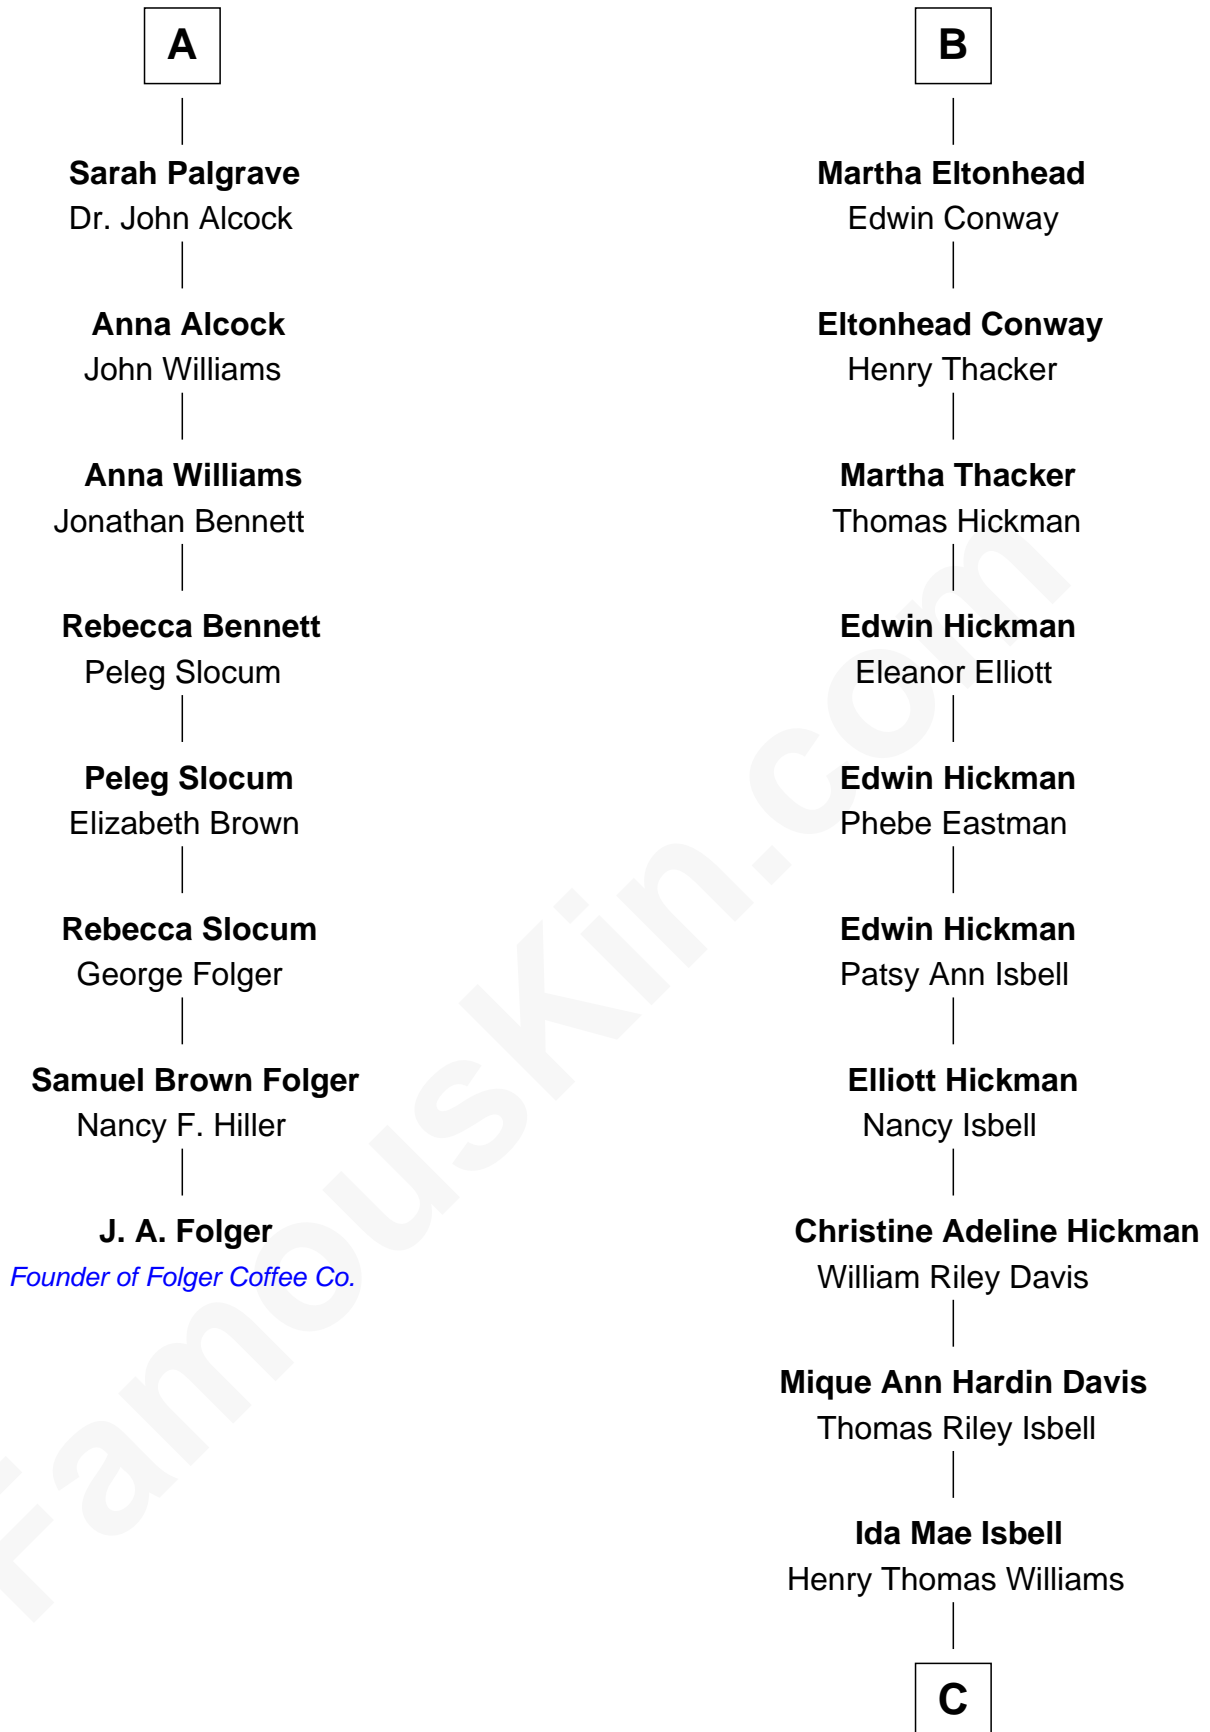 A
Sarah Palgrave
Dr. John Alcock
Anna Alcock
John Williams
Anna Williams
Jonathan Bennett
Rebecca Bennett
Peleg Slocum
Peleg Slocum
Elizabeth Brown
Rebecca Slocum
George Folger
Samuel Brown Folger
Nancy F. Hiller
J. A. Folger
Founder of Folger Coffee Co.
B
Martha Eltonhead
Edwin Conway
Eltonhead Conway
Henry Thacker
Martha Thacker
Thomas Hickman
Edwin Hickman
Eleanor Elliott
Edwin Hickman
Phebe Eastman
Edwin Hickman
Patsy Ann Isbell
Elliott Hickman
Nancy Isbell
Christine Adeline Hickman
William Riley Davis
Mique Ann Hardin Davis
Thomas Riley Isbell
Ida Mae Isbell
Henry Thomas Williams
C
FamousKin.com